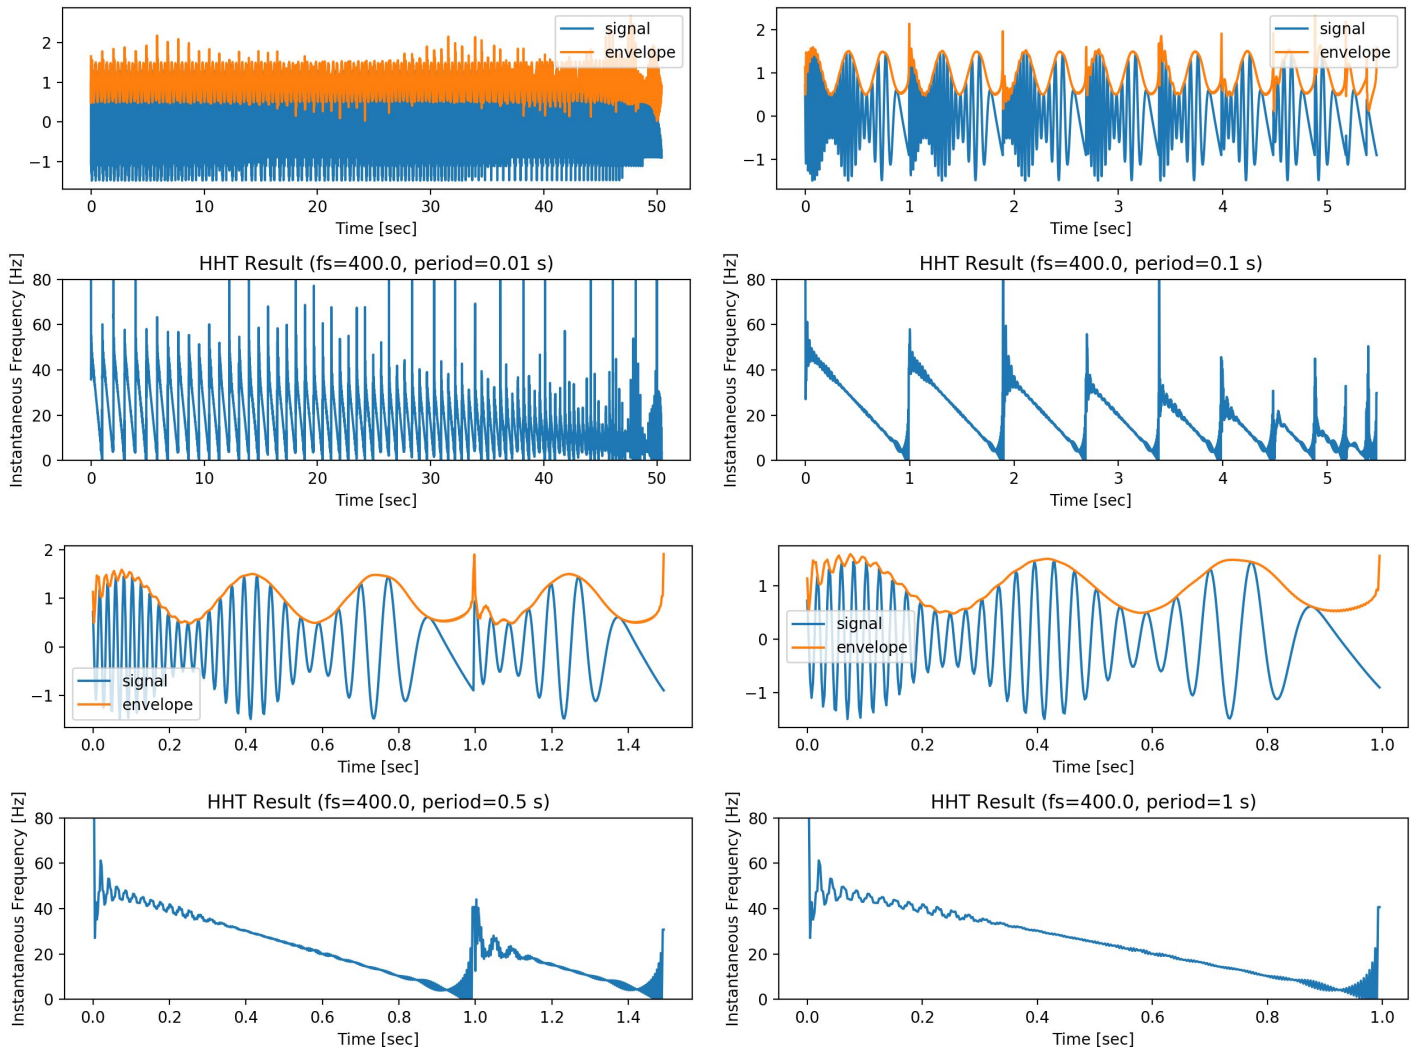 signal
envelope
2
1
0
−1
0 10 20 30 40 50
Time [sec]
signal
envelope
2
1
0
−1
0 1 2 3 4 5
Time [sec]
HHT Result (fs=400.0, period=0.01 s)
Instantaneous Frequency [Hz]
80
60
40
20
0
0 10 20 30 40 50
Time [sec]
HHT Result (fs=400.0, period=0.1 s)
Instantaneous Frequency [Hz]
80
60
40
20
0
0 1 2 3 4 5
Time [sec]
2
1
0
−1
signal
envelope
0.0 0.2 0.4 0.6 0.8 1.0 1.2 1.4
Time [sec]
1
0
−1
signal
envelope
0.0 0.2 0.4 0.6 0.8 1.0
Time [sec]
HHT Result (fs=400.0, period=0.5 s)
Instantaneous Frequency [Hz]
80
60
40
20
0
0.0 0.2 0.4 0.6 0.8 1.0 1.2 1.4
Time [sec]
HHT Result (fs=400.0, period=1 s)
Instantaneous Frequency [Hz]
80
60
40
20
0
0.0 0.2 0.4 0.6 0.8 1.0
Time [sec]